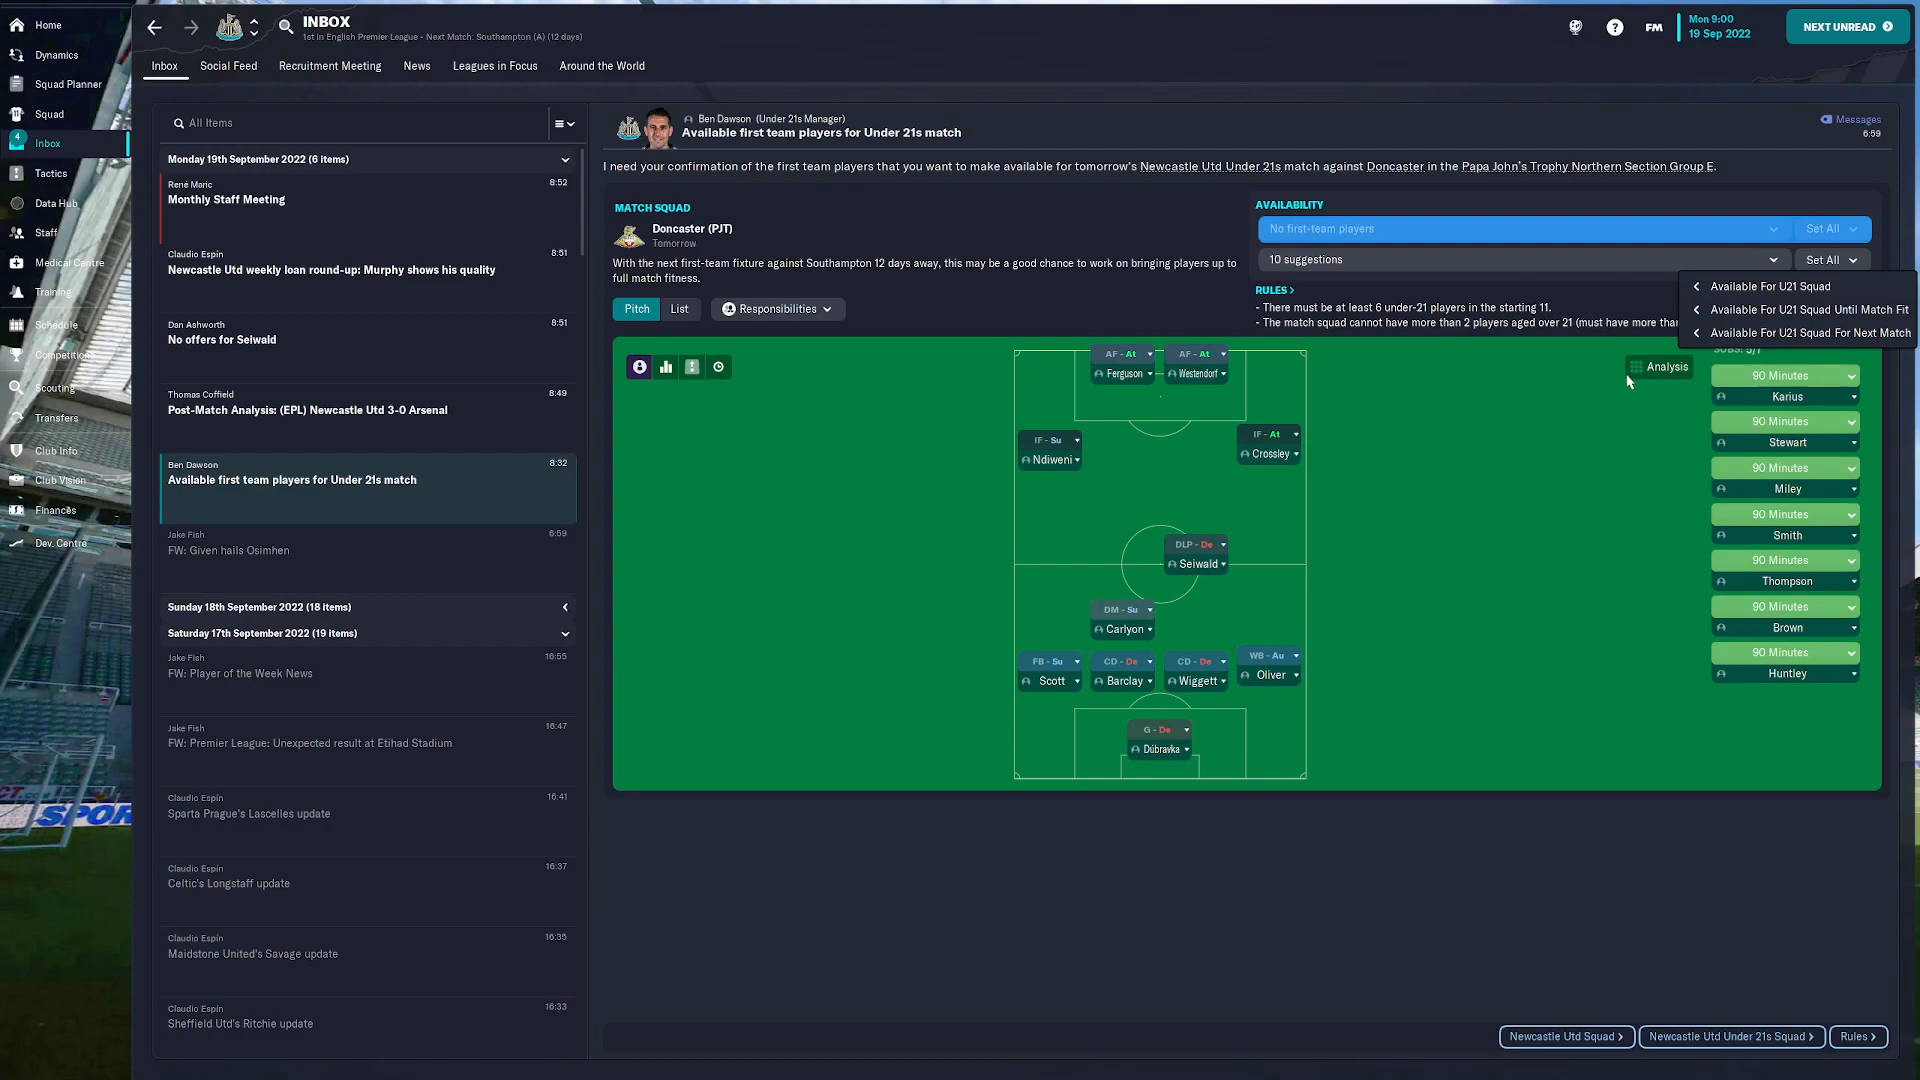 INBOX
1st in English Premier League - Next Match: Southampton (A) (12 days)
FM
Mon 9:00
19 Sep 2022
NEXT UNREAD
Inbox
Social Feed
Recruitment Meeting
News
Leagues in Focus
Around the World
Home
Dynamics
Squad Planner
Squad
4
Inbox
Tactics
Data Hub
Staff
Medical Centre
Training
Schedule
Competitions
Scouting
Transfers
Club Info
Club Vision
Finances
Dev. Centre
All Items
Monday 19th September 2022 (6 items)
René Maric
8:52
Monthly Staff Meeting
Claudio Espín
8:51
Newcastle Utd weekly loan round-up: Murphy shows his quality
Dan Ashworth
8:51
No offers for Seiwald
Thomas Coffield
8:49
Post-Match Analysis: (EPL) Newcastle Utd 3-0 Arsenal
Ben Dawson
8:32
Available first team players for Under 21s match
Jake Fish
6:59
FW: Given hails Osimhen
Sunday 18th September 2022 (18 items)
Saturday 17th September 2022 (19 items)
Jake Fish
16:55
FW: Player of the Week News
Jake Fish
16:47
FW: Premier League: Unexpected result at Etihad Stadium
Claudio Espín
16:41
Sparta Prague's Lascelles update
Claudio Espín
16:37
Celtic's Longstaff update
Claudio Espín
16:35
Maidstone United's Savage update
Claudio Espín
16:33
Sheffield Utd's Ritchie update
Ben Dawson (Under 21s Manager)
Available first team players for Under 21s match
Messages
6:59
I need your confirmation of the first team players that you want to make available for tomorrow's Newcastle Utd Under 21s match against Doncaster in the Papa John's Trophy Northern Section Group E.
MATCH SQUAD
Doncaster (PJT)
Tomorrow
With the next first-team fixture against Southampton 12 days away, this may be a good chance to work on bringing players up to
full match fitness.
Pitch
List
Responsibilities
AVAILABILITY
No first-team players
Set All
10 suggestions
Set All
RULES
- There must be at least 6 under-21 players in the starting 11.
- The match squad cannot have more than 2 players aged over 21 (must have more than
Available For U21 Squad
Available For U21 Squad Until Match Fit
Available For U21 Squad For Next Match
Analysis
AF - At
Ferguson
AF - At
Westendorf
IF - Su
Ndiweni
IF - At
Crossley
DLP - De
Seiwald
DM - Su
Carlyon
FB - Su
Scott
CD - De
Barclay
CD - De
Wiggett
WB - Au
Oliver
G - De
Dúbravka
SUBS: 5/7
90 Minutes
Karius
90 Minutes
Stewart
90 Minutes
Miley
90 Minutes
Smith
90 Minutes
Thompson
90 Minutes
Brown
90 Minutes
Huntley
Newcastle Utd Squad
Newcastle Utd Under 21s Squad
Rules